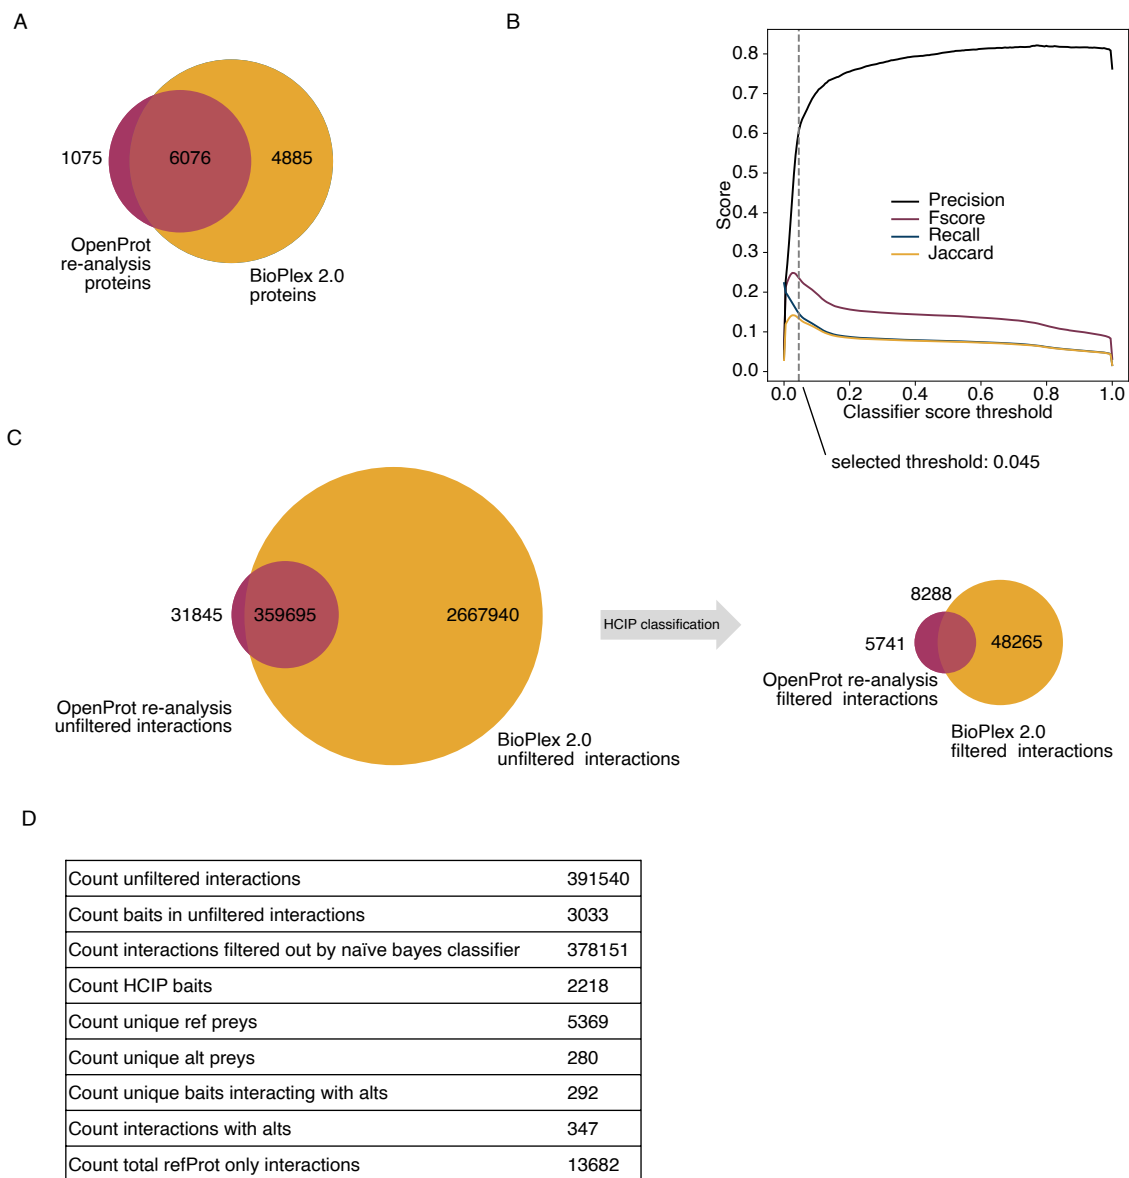 A
1075
6076
4885
OpenProt
re-analysis
proteins
BioPlex 2.0
proteins
B
Score
0.8
0.7
0.6
0.5
0.4
0.3
0.2
0.1
0.0
Precision
Fscore
Recall
Jaccard
0.0 0.2 0.4 0.6 0.8 1.0
Classifier score threshold
selected threshold: 0.045
C
31845
359695
2667940
OpenProt re-analysis
unfiltered interactions
BioPlex 2.0
unfiltered interactions
HCIP classification
8288
5741
48265
OpenProt re-analysis
filtered interactions
BioPlex 2.0
filtered interactions
D
Count unfiltered interactions 391540
Count baits in unfiltered interactions 3033
Count interactions filtered out by naïve bayes classifier 378151
Count HCIP baits 2218
Count unique ref preys 5369
Count unique alt preys 280
Count unique baits interacting with alts 292
Count interactions with alts 347
Count total refProt only interactions 13682